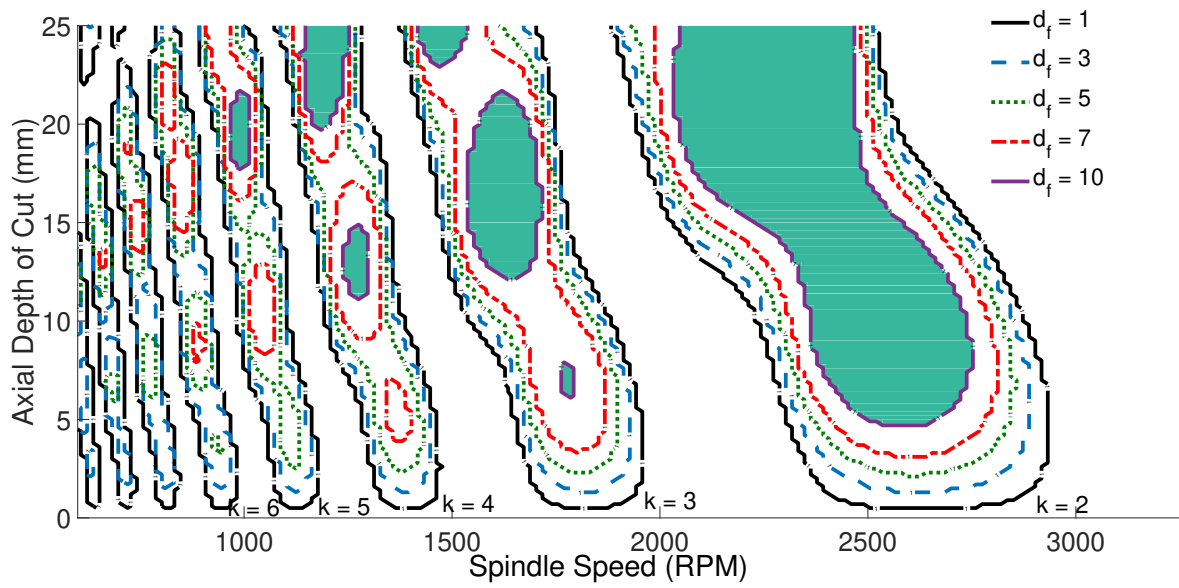 d_f = 1
d_f = 3
d_f = 5
d_f = 7
d_f = 10
Axial Depth of Cut (mm)
25
20
15
10
5
0
k = 6
k = 5
k = 4
k = 3
k = 2
1000
1500
2000
2500
3000
Spindle Speed (RPM)